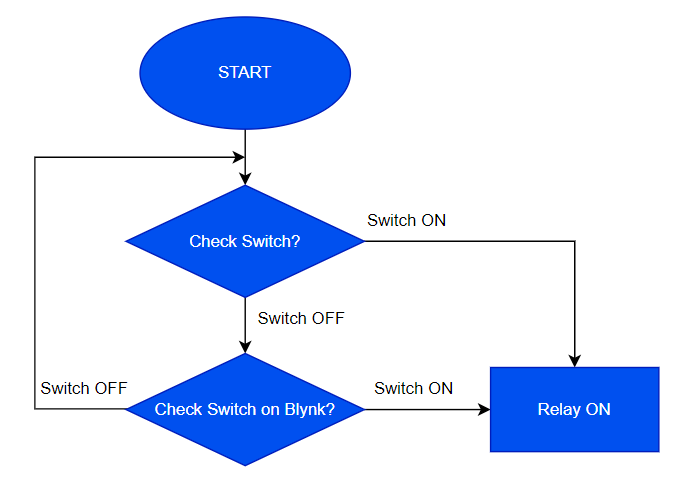 START
Switch ON
Check Switch?
Switch OFF
Switch OFF
Switch ON
Check Switch on Blynk?
Relay ON